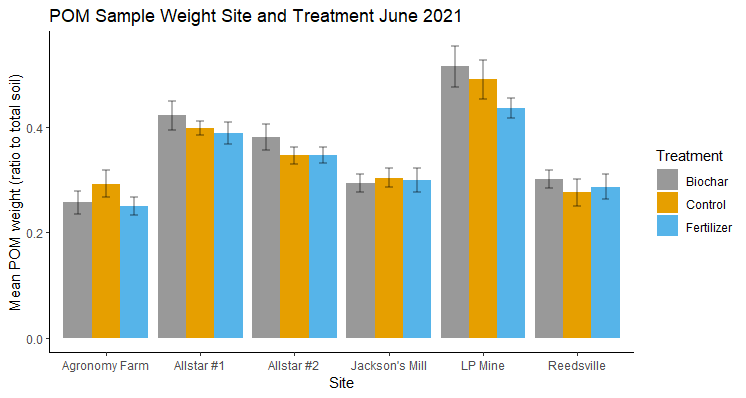 POM Sample Weight Site and Treatment June 2021
Mean POM weight (ratio to total soil)
0.4
0.2
0.0
Agronomy Farm Allstar #1 Allstar #2 Jackson's Mill LP Mine Reedsville
Site
Treatment
Biochar
Control
Fertilizer